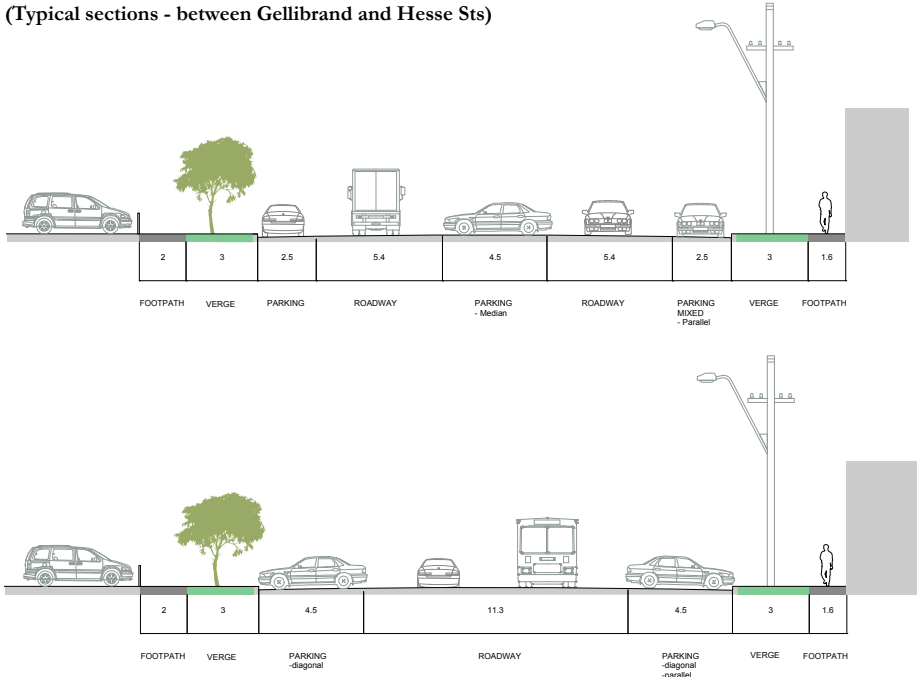 (Typical sections - between Gellibrand and Hesse Sts)
2 3 2.5 5.4 4.5 5.4 2.5 3 1.6
FOOTPATH VERGE PARKING ROADWAY PARKING ROADWAY PARKING VERGE FOOTPATH
- Median MIXED
- Parallel
2 3 4.5 11.3 4.5 3 1.6
FOOTPATH VERGE PARKING ROADWAY PARKING VERGE FOOTPATH
-diagonal -diagonal
-parallel